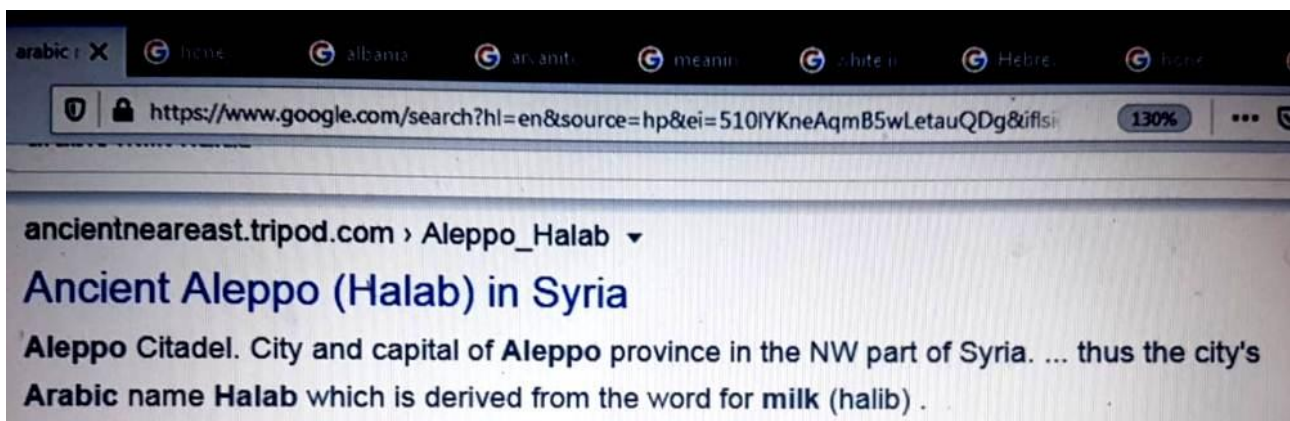 arabic
albania
meanin
Hebre
https://www.google.com/search?hl=en&source=hp&ei=510IYKneAqmB5wLetauQDg&iflsi
130%
ancientneareast.tripod.com › Aleppo_Halab
Ancient Aleppo (Halab) in Syria
Aleppo Citadel. City and capital of Aleppo province in the NW part of Syria. ... thus the city's
Arabic name Halab which is derived from the word for milk (halib) .